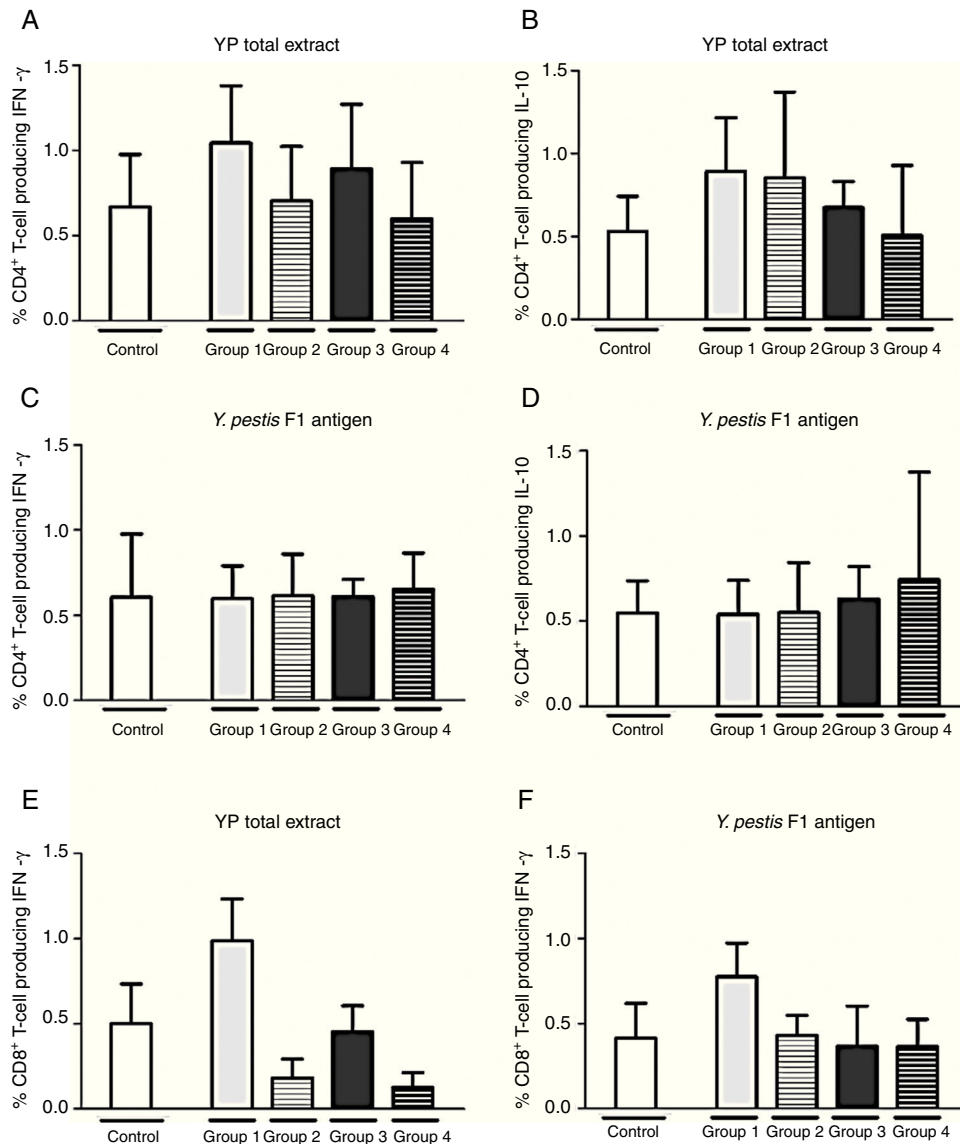 A
YP total extract
% CD4+ T-cell producing IFN -γ
1.5
1.0
0.5
0.0
Control
Group 1 Group 2 Group 3 Group 4
B
YP total extract
% CD4+ T-cell producing IL-10
1.5
1.0
0.5
0.0
Control
Group 1 Group 2 Group 3 Group 4
C
Y. pestis F1 antigen
% CD4+ T-cell producing IFN -γ
1.5
1.0
0.5
0.0
Control
Group 1 Group 2 Group 3 Group 4
D
Y. pestis F1 antigen
% CD4+ T-cell producing IL-10
1.5
1.0
0.5
0.0
Control
Group 1 Group 2 Group 3 Group 4
E
YP total extract
% CD8+ T-cell producing IFN -γ
1.5
1.0
0.5
0.0
Control
Group 1 Group 2 Group 3 Group 4
F
Y. pestis F1 antigen
% CD8+ T-cell producing IFN -γ
1.5
1.0
0.5
0.0
Control
Group 1 Group 2 Group 3 Group 4